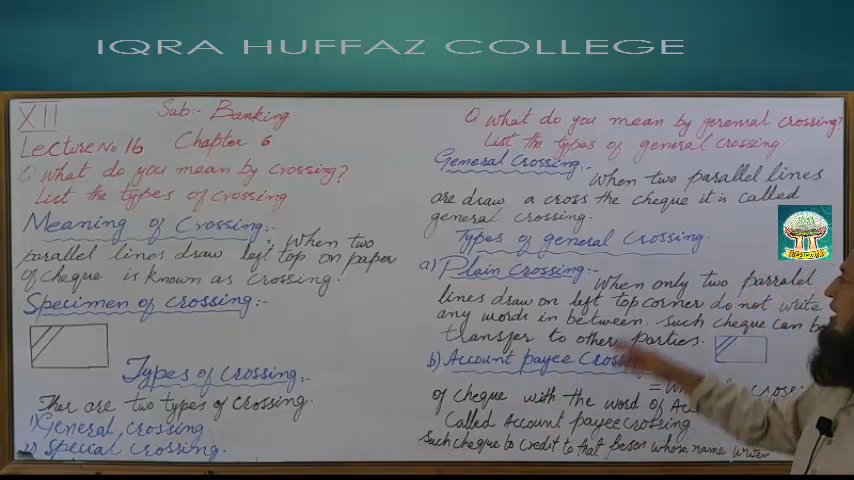 IQRA HUFFAZ COLLEGE
XII
Sub:- Banking
Lecture No 16 Chapter 6
Q What do you mean by crossing?
List the types of crossing
Meaning of Crossing:-
When two
parallel lines draw left top on paper
of cheque is known as crossing.
Specimen of crossing:-
Types of crossing:-
Ther are two types of crossing
1) General crossing.
2) Special crossing.
Q What do you mean by gerenral crossing?
List the types of general crossing.
General Crossing:-
When two parallel lines
are draw a cross the cheque it is called
general crossing.
Types of general crossing.
a) Plain Crossing:-
When only two parralel
lines draw on left top corner do not write
any words in between. Such cheque can be
transfer to other parties.
b) Account payee Cross
of cheque with the word of Acc
Called Account payee crossing
Such cheque to credit to that person whose name